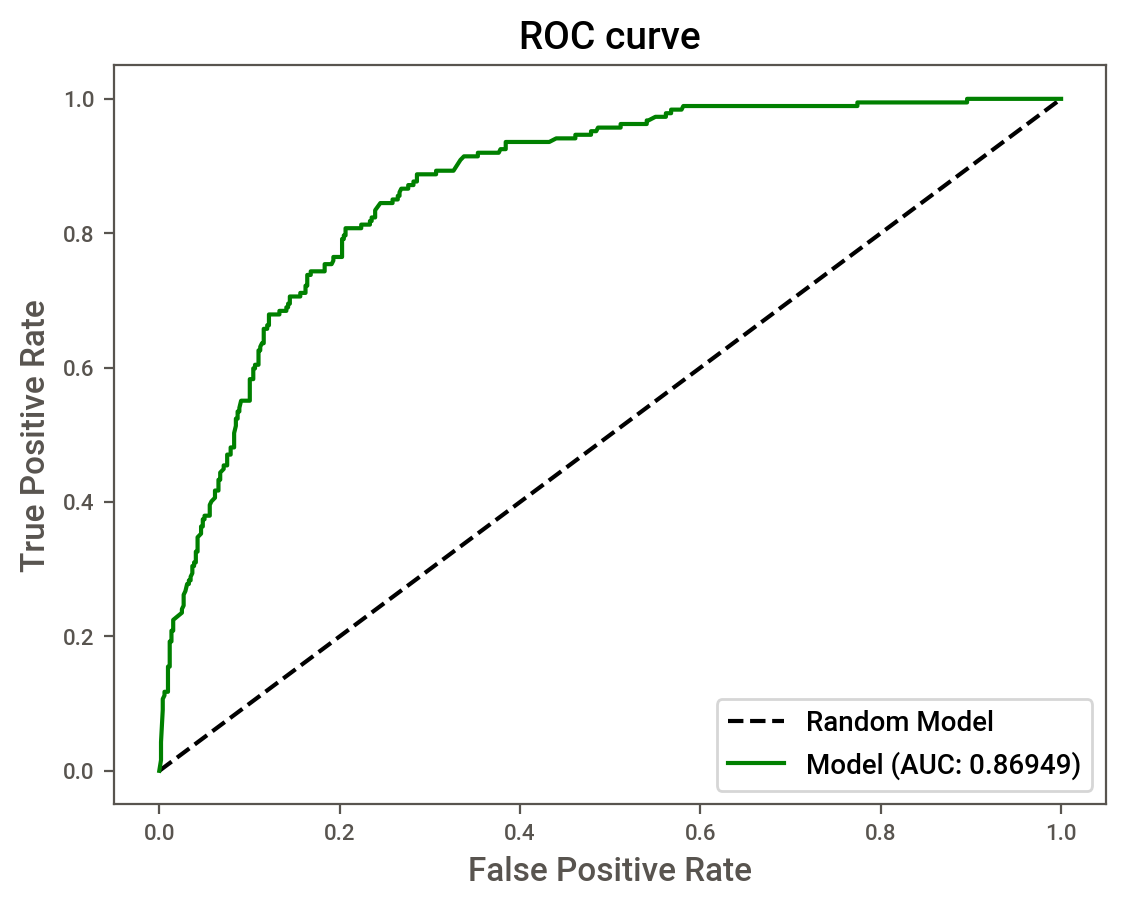 ROC curve
1.0
0.8
0.6
0.4
0.2
0.0
True Positive Rate
0.0 0.2 0.4 0.6 0.8 1.0
False Positive Rate
Random Model
Model (AUC: 0.86949)